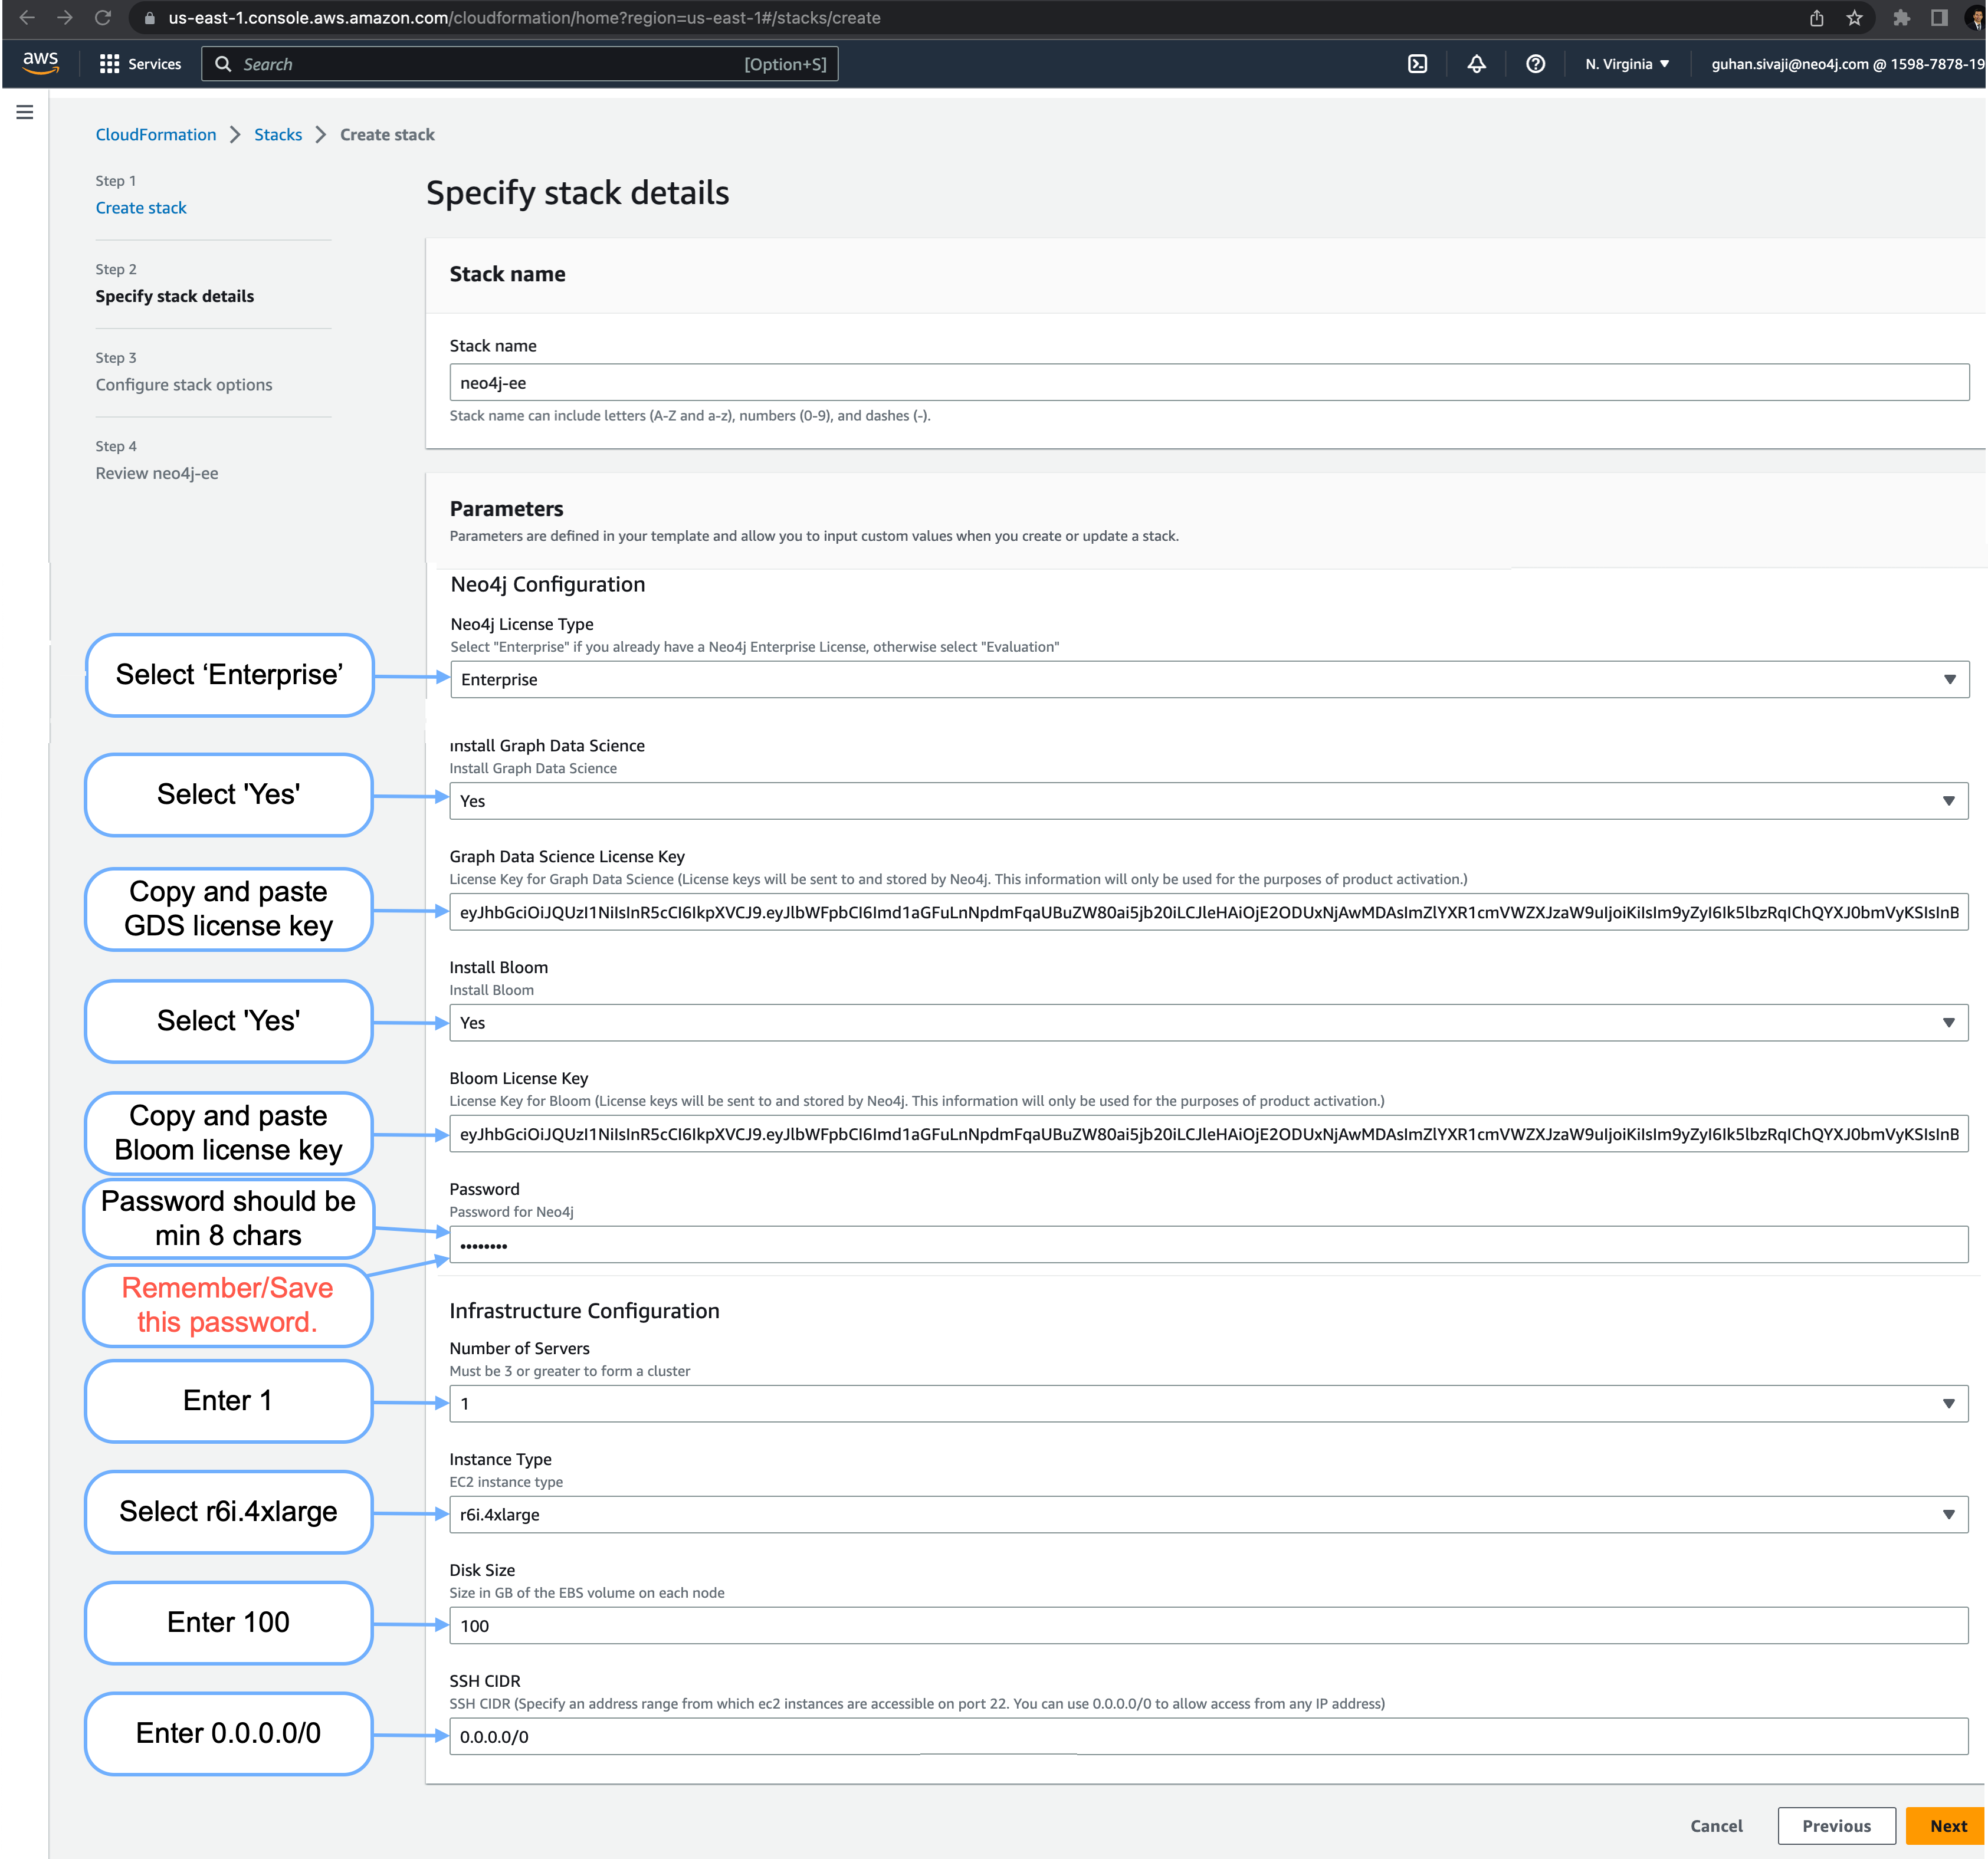 us-east-1.console.aws.amazon.com/cloudformation/home?region=us-east-1#/stacks/create
aws
Services
Search
[Option+S]
N. Virginia
guhan.sivaji@neo4j.com @ 1598-7878-19
CloudFormation
Stacks
Create stack
Step 1
Create stack
Step 2
Specify stack details
Step 3
Configure stack options
Step 4
Review neo4j-ee
Specify stack details
Stack name
Stack name
neo4j-ee
Stack name can include letters (A-Z and a-z), numbers (0-9), and dashes (-).
Parameters
Parameters are defined in your template and allow you to input custom values when you create or update a stack.
Neo4j Configuration
Neo4j License Type
Select "Enterprise" if you already have a Neo4j Enterprise License, otherwise select "Evaluation"
Select ‘Enterprise’
Enterprise
Install Graph Data Science
Install Graph Data Science
Select 'Yes'
Yes
Graph Data Science License Key
License Key for Graph Data Science (License keys will be sent to and stored by Neo4j. This information will only be used for the purposes of product activation.)
Copy and paste
GDS license key
Install Bloom
Install Bloom
Select 'Yes'
Yes
Bloom License Key
License Key for Bloom (License keys will be sent to and stored by Neo4j. This information will only be used for the purposes of product activation.)
Copy and paste
Bloom license key
Password
Password for Neo4j
Password should be
min 8 chars
••••••••
Remember/Save
this password.
Infrastructure Configuration
Number of Servers
Must be 3 or greater to form a cluster
Enter 1
1
Instance Type
EC2 instance type
Select r6i.4xlarge
r6i.4xlarge
Disk Size
Size in GB of the EBS volume on each node
Enter 100
100
SSH CIDR
SSH CIDR (Specify an address range from which ec2 instances are accessible on port 22. You can use 0.0.0.0/0 to allow access from any IP address)
Enter 0.0.0.0/0
0.0.0.0/0
Cancel
Previous
Next